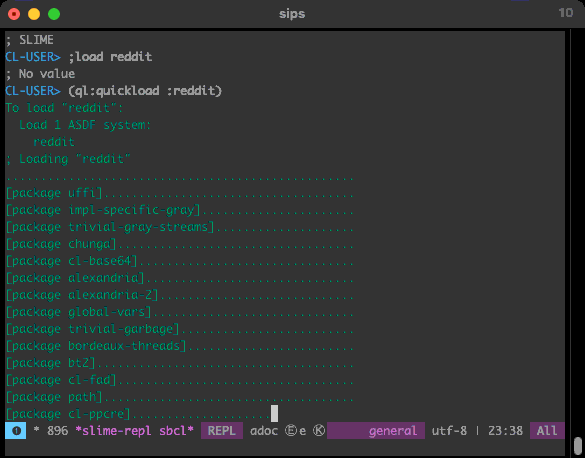 sips
10
; SLIME
CL-USER> ;load reddit
; No value
CL-USER> (ql:quickload :reddit)
To load "reddit":
  Load 1 ASDF system:
    reddit
; Loading "reddit"
..................................................
[package uffi]....................................
[package impl-specific-gray]......................
[package trivial-gray-streams]....................
[package chunga]..................................
[package cl-base64]...............................
[package alexandria]..............................
[package alexandria-2]............................
[package global-vars].............................
[package trivial-garbage].........................
[package bordeaux-threads]........................
[package bt2].....................................
[package cl-fad]..................................
[package path]....................................
[package cl-ppcre]....................
❶ * 896 *slime-repl sbcl* REPL adoc Ⓔe Ⓚ general utf-8 | 23:38 All